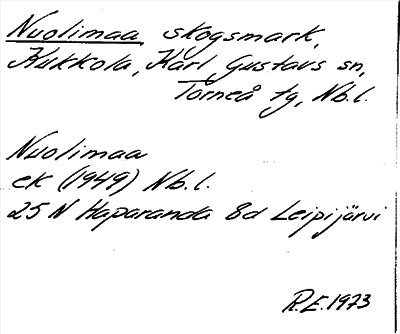 Nuolimaa skogsmark,
Kukkola, Karl Gustavs sn,
Torneå tg, Nb.l.
Nuolimaa
ek (1949) Nb.l.
25 N Haparanda 8d Leipijärvi
R.E.1973